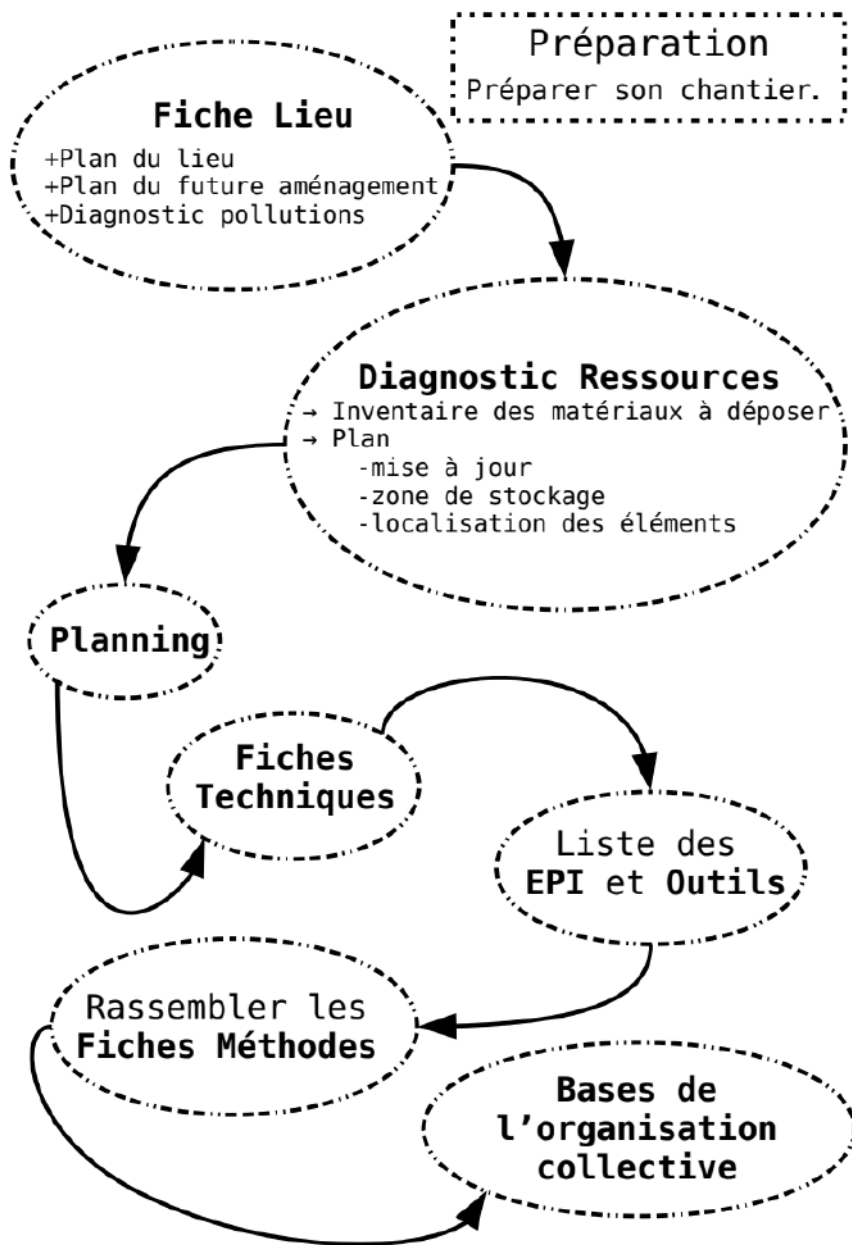 Préparation
Préparer son chantier.
Fiche Lieu
+Plan du lieu
+Plan du future aménagement
+Diagnostic pollutions
Diagnostic Ressources
→ Inventaire des matériaux à déposer
→ Plan
-mise à jour
-zone de stockage
-localisation des éléments
Planning
Fiches
Techniques
Liste des
EPI et Outils
Rassembler les
Fiches Méthodes
Bases de
l’organisation
collective